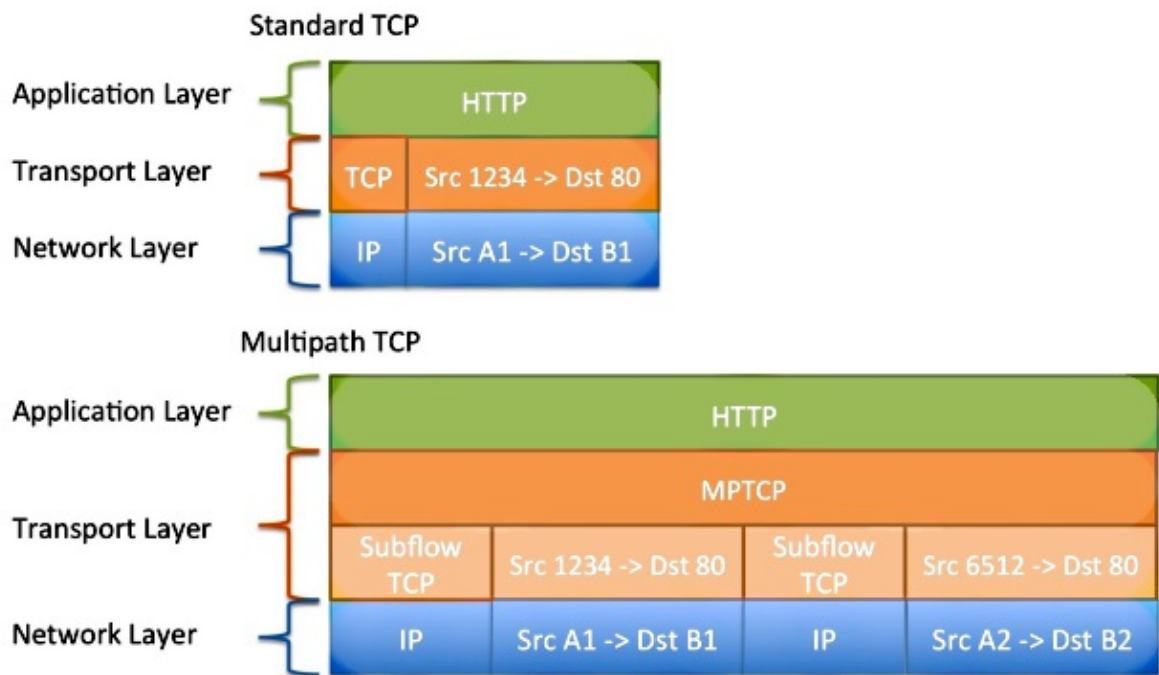 Standard TCP
Application Layer
HTTP
Transport Layer
TCP
Src 1234 -> Dst 80
Network Layer
IP
Src A1 -> Dst B1
Multipath TCP
Application Layer
HTTP
MPTCP
Transport Layer
Subflow
TCP
Src 1234 -> Dst 80
Subflow
TCP
Src 6512 -> Dst 80
Network Layer
IP
Src A1 -> Dst B1
IP
Src A2 -> Dst B2